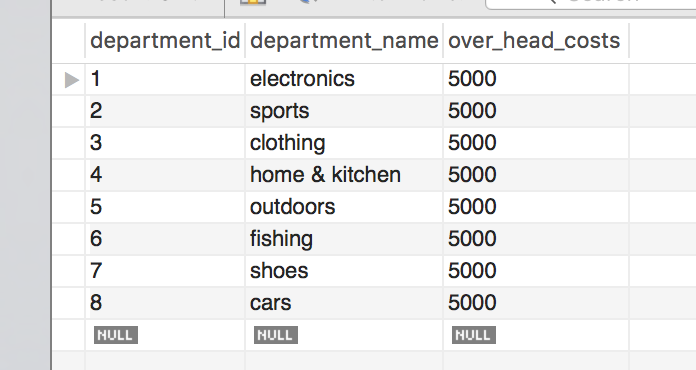 department_id department_name over_head_costs
1 electronics 5000
2 sports 5000
3 clothing 5000
4 home & kitchen 5000
5 outdoors 5000
6 fishing 5000
7 shoes 5000
8 cars 5000
NULL NULL NULL